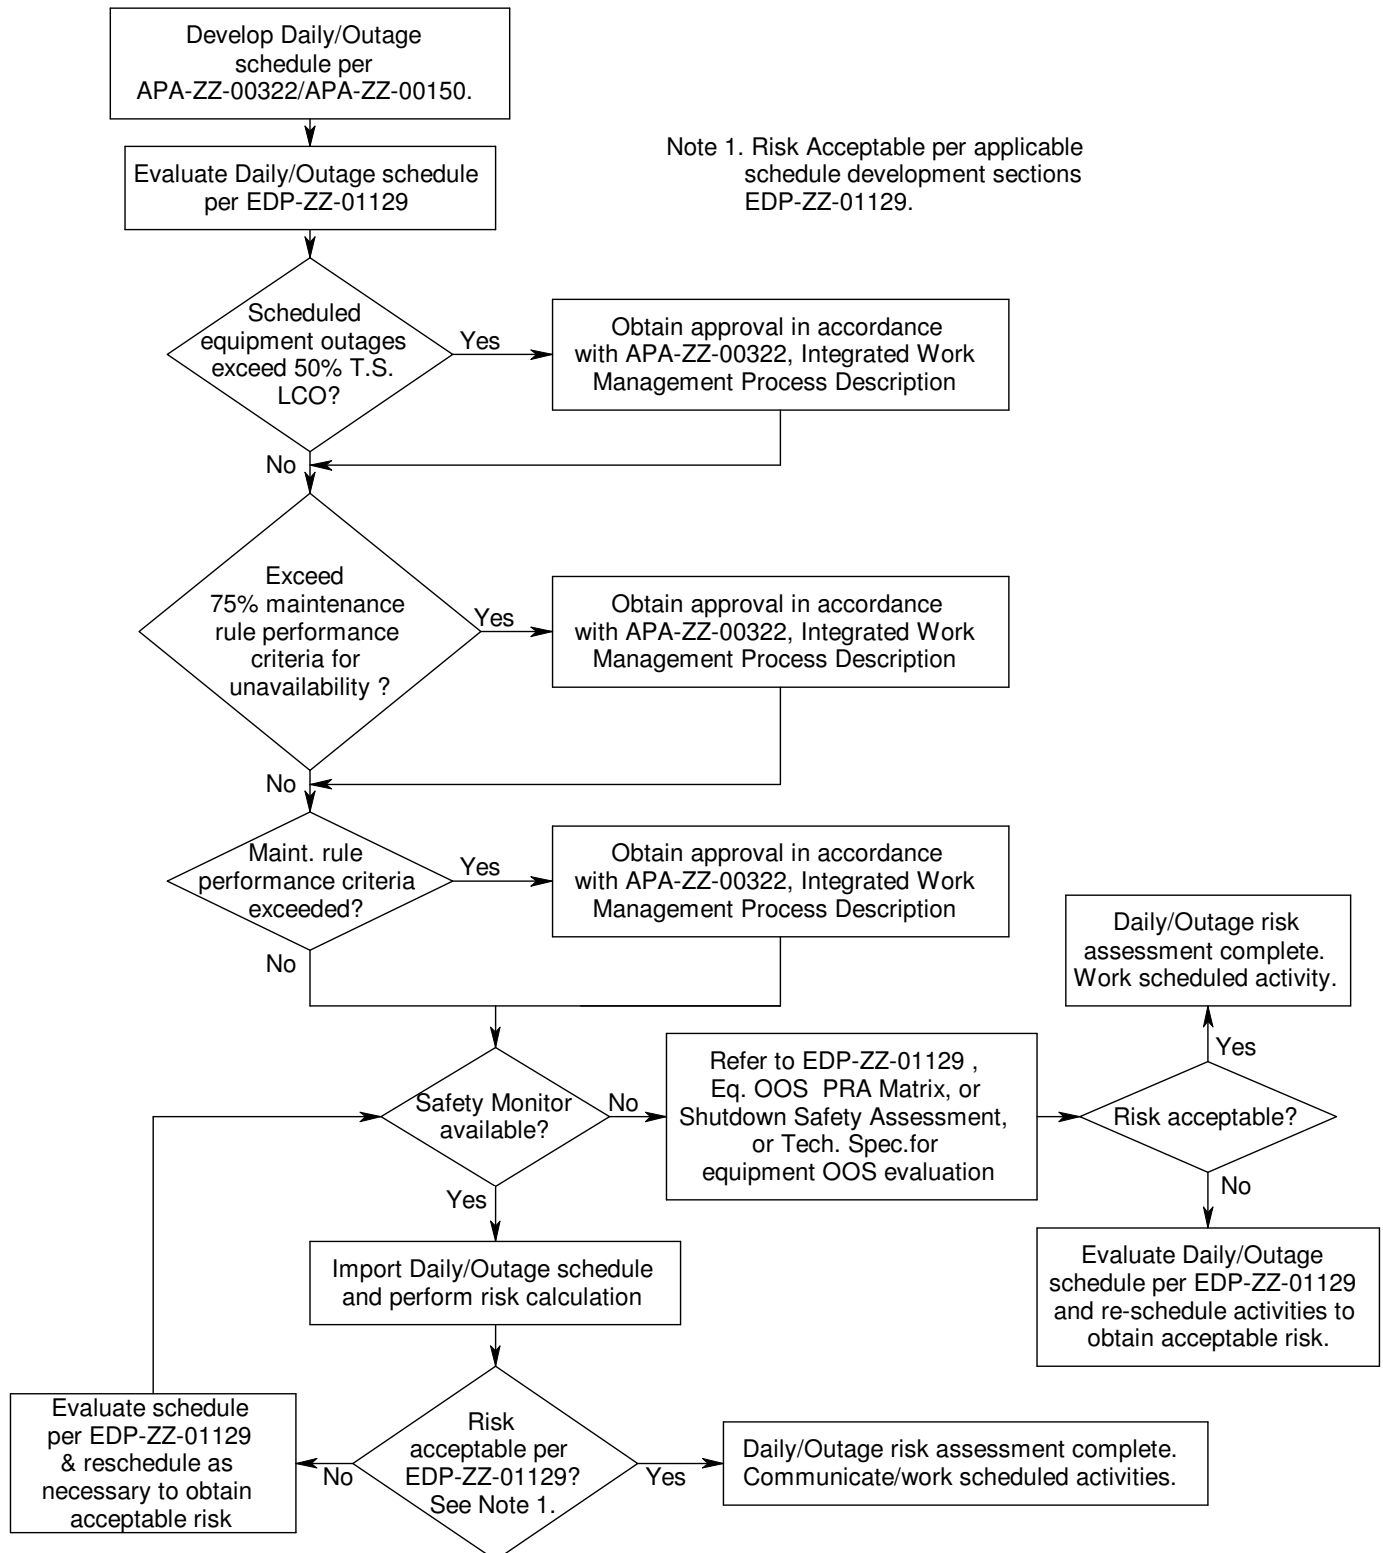 Develop Daily/Outage
schedule per
APA-ZZ-00322/APA-ZZ-00150.
Evaluate Daily/Outage schedule
per EDP-ZZ-01129
Note 1. Risk Acceptable per applicable
schedule development sections
EDP-ZZ-01129.
Scheduled
equipment outages
exceed 50% T.S.
LCO?
Yes
Obtain approval in accordance
with APA-ZZ-00322, Integrated Work
Management Process Description
No
Exceed
75% maintenance
rule performance
criteria for
unavailability ?
Yes
Obtain approval in accordance
with APA-ZZ-00322, Integrated Work
Management Process Description
No
Maint. rule
performance criteria
exceeded?
Yes
Obtain approval in accordance
with APA-ZZ-00322, Integrated Work
Management Process Description
No
Safety Monitor
available?
No
Refer to EDP-ZZ-01129 ,
Eq. OOS  PRA Matrix, or
Shutdown Safety Assessment,
or Tech. Spec.for
equipment OOS evaluation
Risk acceptable?
Yes
Daily/Outage risk
assessment complete.
Work scheduled activity.
No
Evaluate Daily/Outage
schedule per EDP-ZZ-01129
and re-schedule activities to
obtain acceptable risk.
Yes
Import Daily/Outage schedule
and perform risk calculation
Risk
acceptable per
EDP-ZZ-01129?
See Note 1.
No
Evaluate schedule
per EDP-ZZ-01129
& reschedule as
necessary to obtain
acceptable risk
Yes
Daily/Outage risk assessment complete.
Communicate/work scheduled activities.